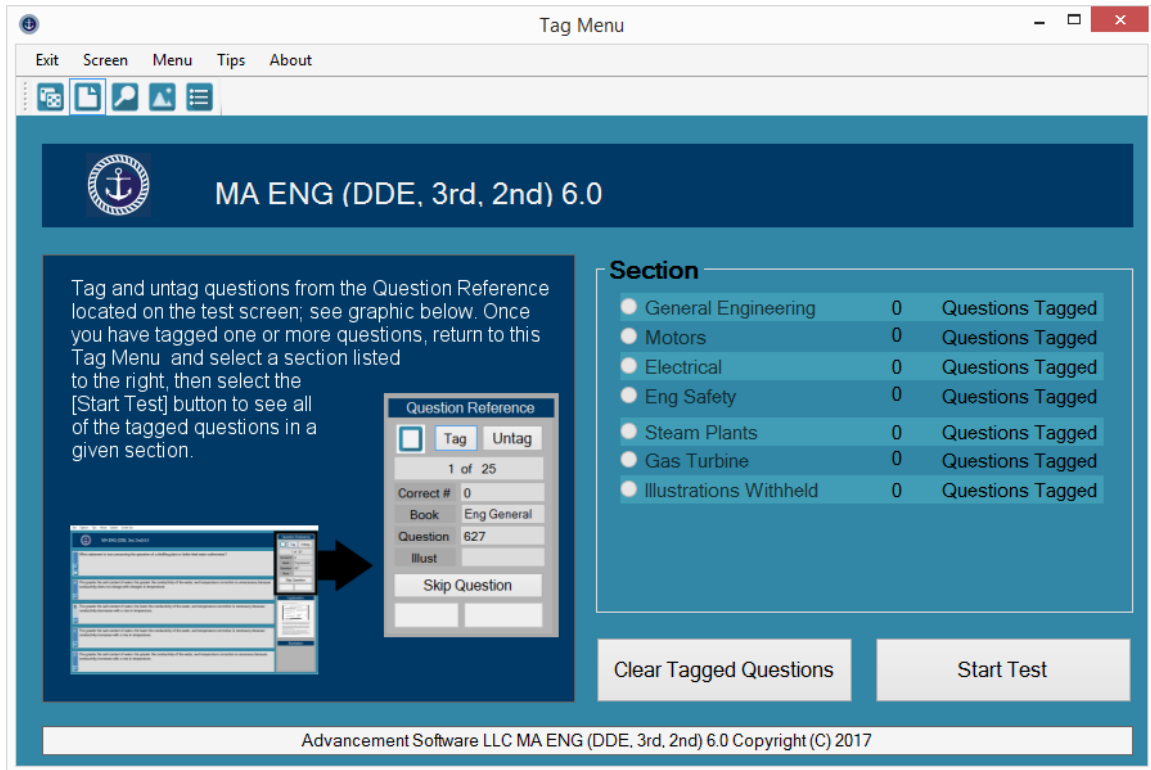 Tag Menu
Exit Screen Menu Tips About
MA ENG (DDE, 3rd, 2nd) 6.0
Tag and untag questions from the Question Reference
located on the test screen; see graphic below. Once
you have tagged one or more questions, return to this
Tag Menu and select a section listed
to the right, then select the
[Start Test] button to see all
of the tagged questions in a
given section.
Question Reference
Tag Untag
1 of 25
Correct # 0
Book Eng General
Question 627
Illust
Skip Question
Section
General Engineering 0 Questions Tagged
Motors 0 Questions Tagged
Electrical 0 Questions Tagged
Eng Safety 0 Questions Tagged
Steam Plants 0 Questions Tagged
Gas Turbine 0 Questions Tagged
Illustrations Withheld 0 Questions Tagged
Clear Tagged Questions Start Test
Advancement Software LLC MA ENG (DDE, 3rd, 2nd) 6.0 Copyright (C) 2017